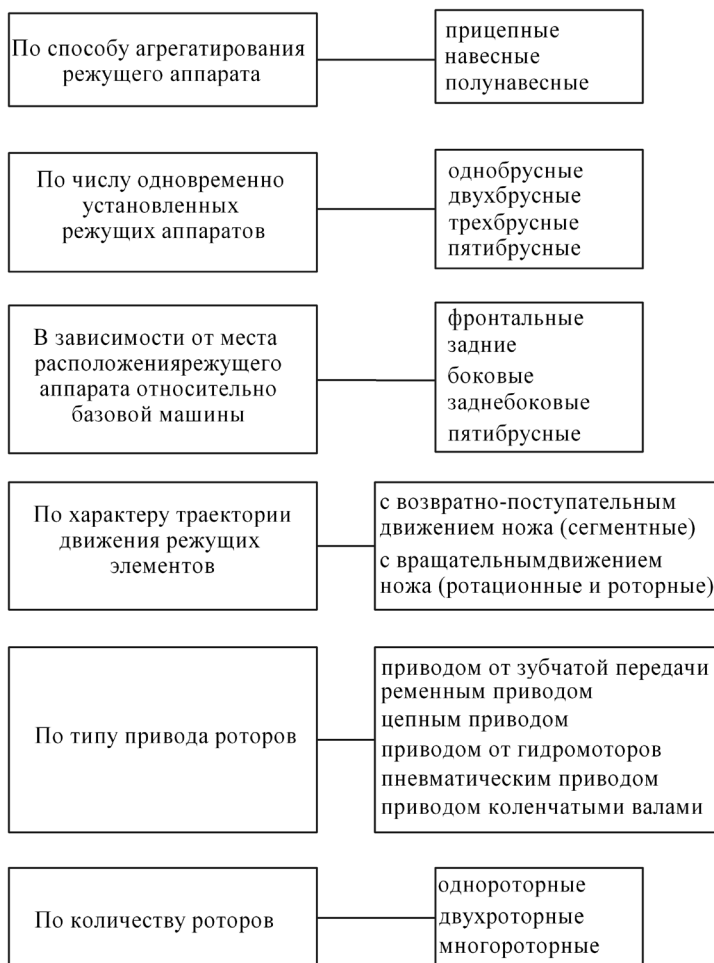 По способу агрегатирования
режущего аппарата
прицепные
навесные
полунавесные
По числу одновременно
установленных
режущих аппаратов
однобрусные
двухбрусные
трехбрусные
пятибрусные
В зависимости от места
расположениярежущего
аппарата относительно
базовой машины
фронтальные
задние
боковые
заднебоковые
пятибрусные
По характеру траектории
движения режущих
элементов
с возвратно-поступательным
движением ножа (сегментные)
с вращательнымдвижением
ножа (ротационные и роторные)
По типу привода роторов
приводом от зубчатой передачи
ременным приводом
цепным приводом
приводом от гидромоторов
пневматическим приводом
приводом коленчатыми валами
По количеству роторов
однороторные
двухроторные
многороторные